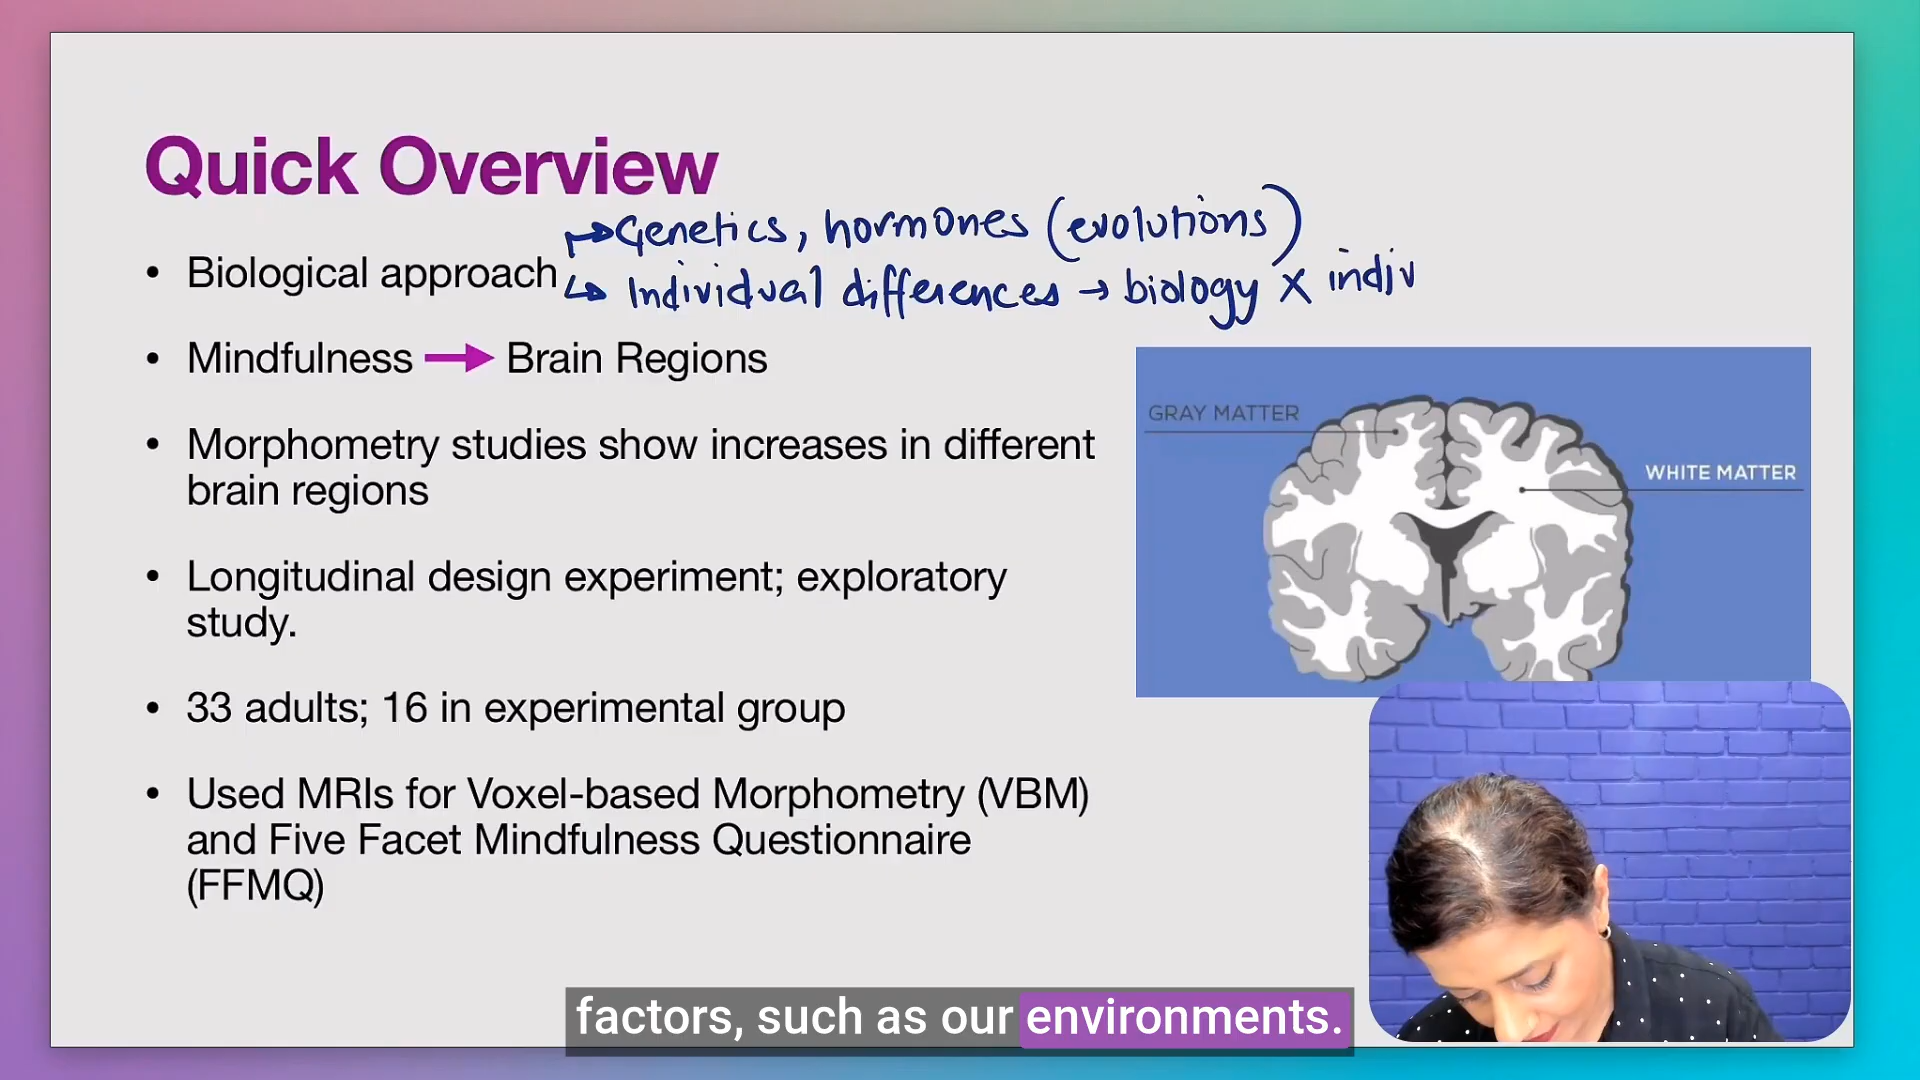 Quick Overview
→Genetics, hormones (evolutions)
• Biological approach
↳ Individual differences → biology x indiv
• Mindfulness → Brain Regions
• Morphometry studies show increases in different
brain regions
• Longitudinal design experiment; exploratory
study.
• 33 adults; 16 in experimental group
• Used MRIs for Voxel-based Morphometry (VBM)
and Five Facet Mindfulness Questionnaire
(FFMQ)
GRAY MATTER
WHITE MATTER
factors, such as our environments.